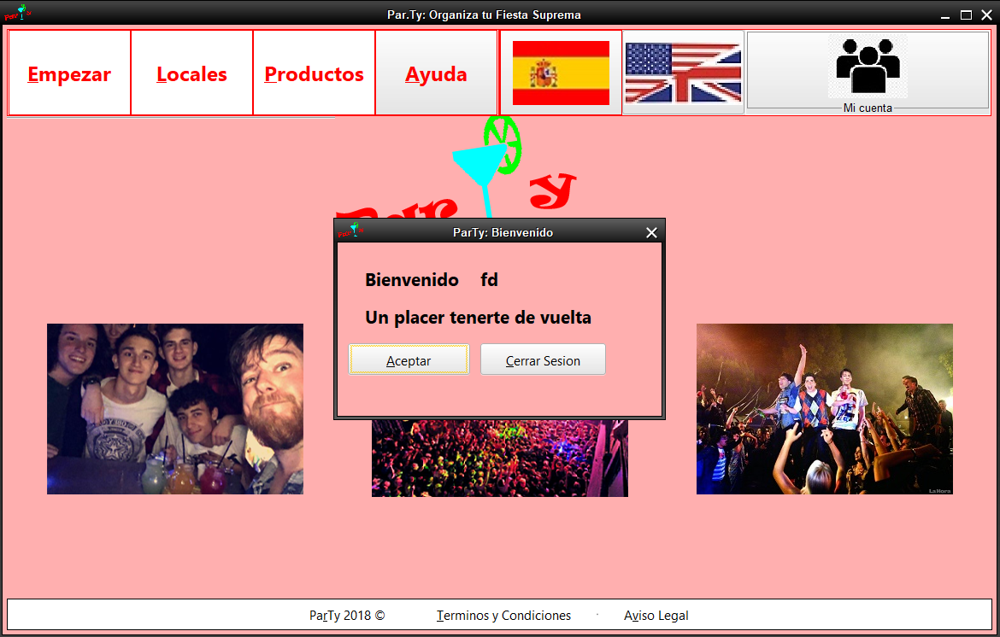 Par.Ty: Organiza tu Fiesta Suprema
Empezar
Locales
Productos
Ayuda
Mi cuenta
Par y
ParTy: Bienvenido
Bienvenido fd
Un placer tenerte de vuelta
Aceptar
Cerrar Sesion
LaHora
ParTy 2018 ©
Terminos y Condiciones
Aviso Legal